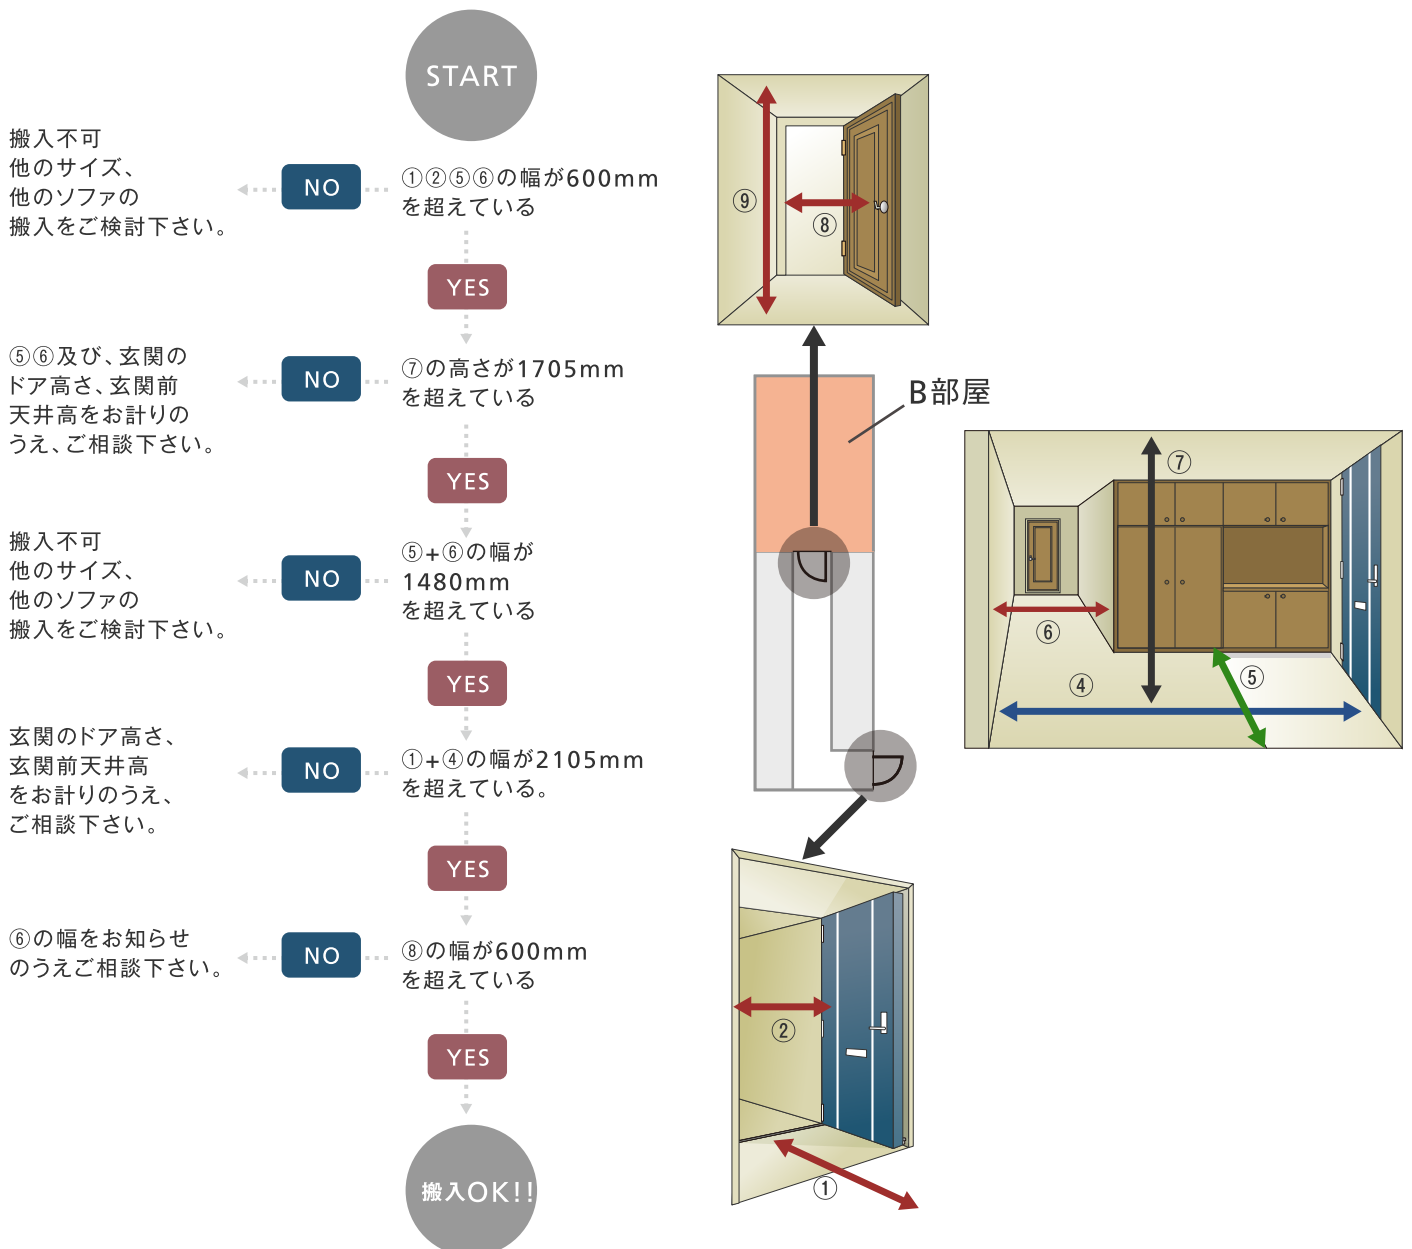 START
搬入不可
他のサイズ、
他のソファの
搬入をご検討下さい。
NO
①②⑤⑥の幅が600mm
を超えている
YES
⑤⑥及び、玄関の
ドア高さ、玄関前
天井高をお計りの
うえ、ご相談下さい。
NO
⑦の高さが1705mm
を超えている
YES
搬入不可
他のサイズ、
他のソファの
搬入をご検討下さい。
NO
⑤+⑥の幅が
1480mm
を超えている
YES
玄関のドア高さ、
玄関前天井高
をお計りのうえ、
ご相談下さい。
NO
①+④の幅が2105mm
を超えている。
YES
⑥の幅をお知らせ
のうえご相談下さい。
NO
⑧の幅が600mm
を超えている
YES
搬入OK!!
⑨
⑧
B部屋
⑦
⑥
④
⑤
②
①